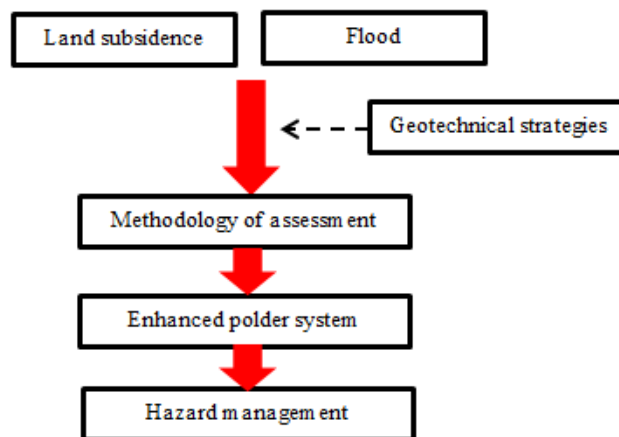 Land subsidence
Flood
Geotechnical strategies
Methodology of assessment
Enhanced polder system
Hazard management